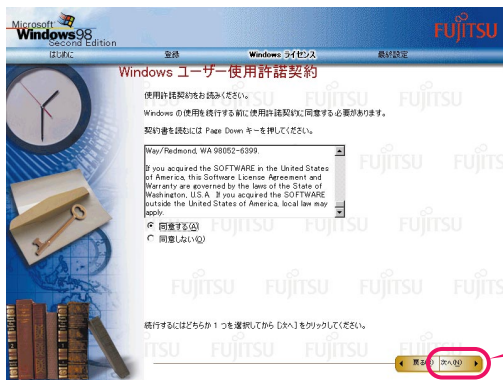 Microsoft
Windows98
Second Edition
FUJITSU
はじめに 登録 Windows ライセンス 最終設定
Windows ユーザー使用許諾契約
使用許諾契約をお読みください。
Windows の使用を続行する前に使用許諾契約に同意する必要があります。
契約書を読むには Page Down キーを押してください。
Way/Redmond, WA 98052-6399.
If you acquired the SOFTWARE in the United States
of America, this Software License Agreement and
Warranty are governed by the laws of the State of
Washington, U.S.A. If you acquired the SOFTWARE
outside the United States of America, local law may
apply.
同意する(A)
同意しない(O)
続行するにはどちらか 1 つを選択してから [次へ] をクリックしてください。
次へ(N)